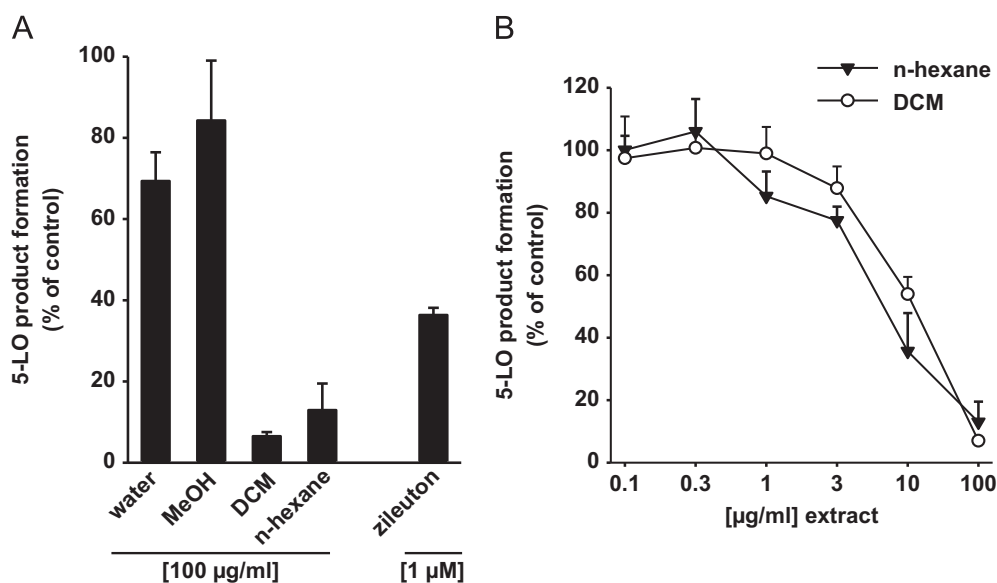 A
5-LO product formation
(% of control)
100
80
60
40
20
0
water
MeOH
DCM
n-hexane
zileuton
[100 µg/ml]
[1 µM]
B
n-hexane
DCM
5-LO product formation
(% of control)
120
100
80
60
40
20
0
0.1 0.3 1 3 10 100
[µg/ml] extract